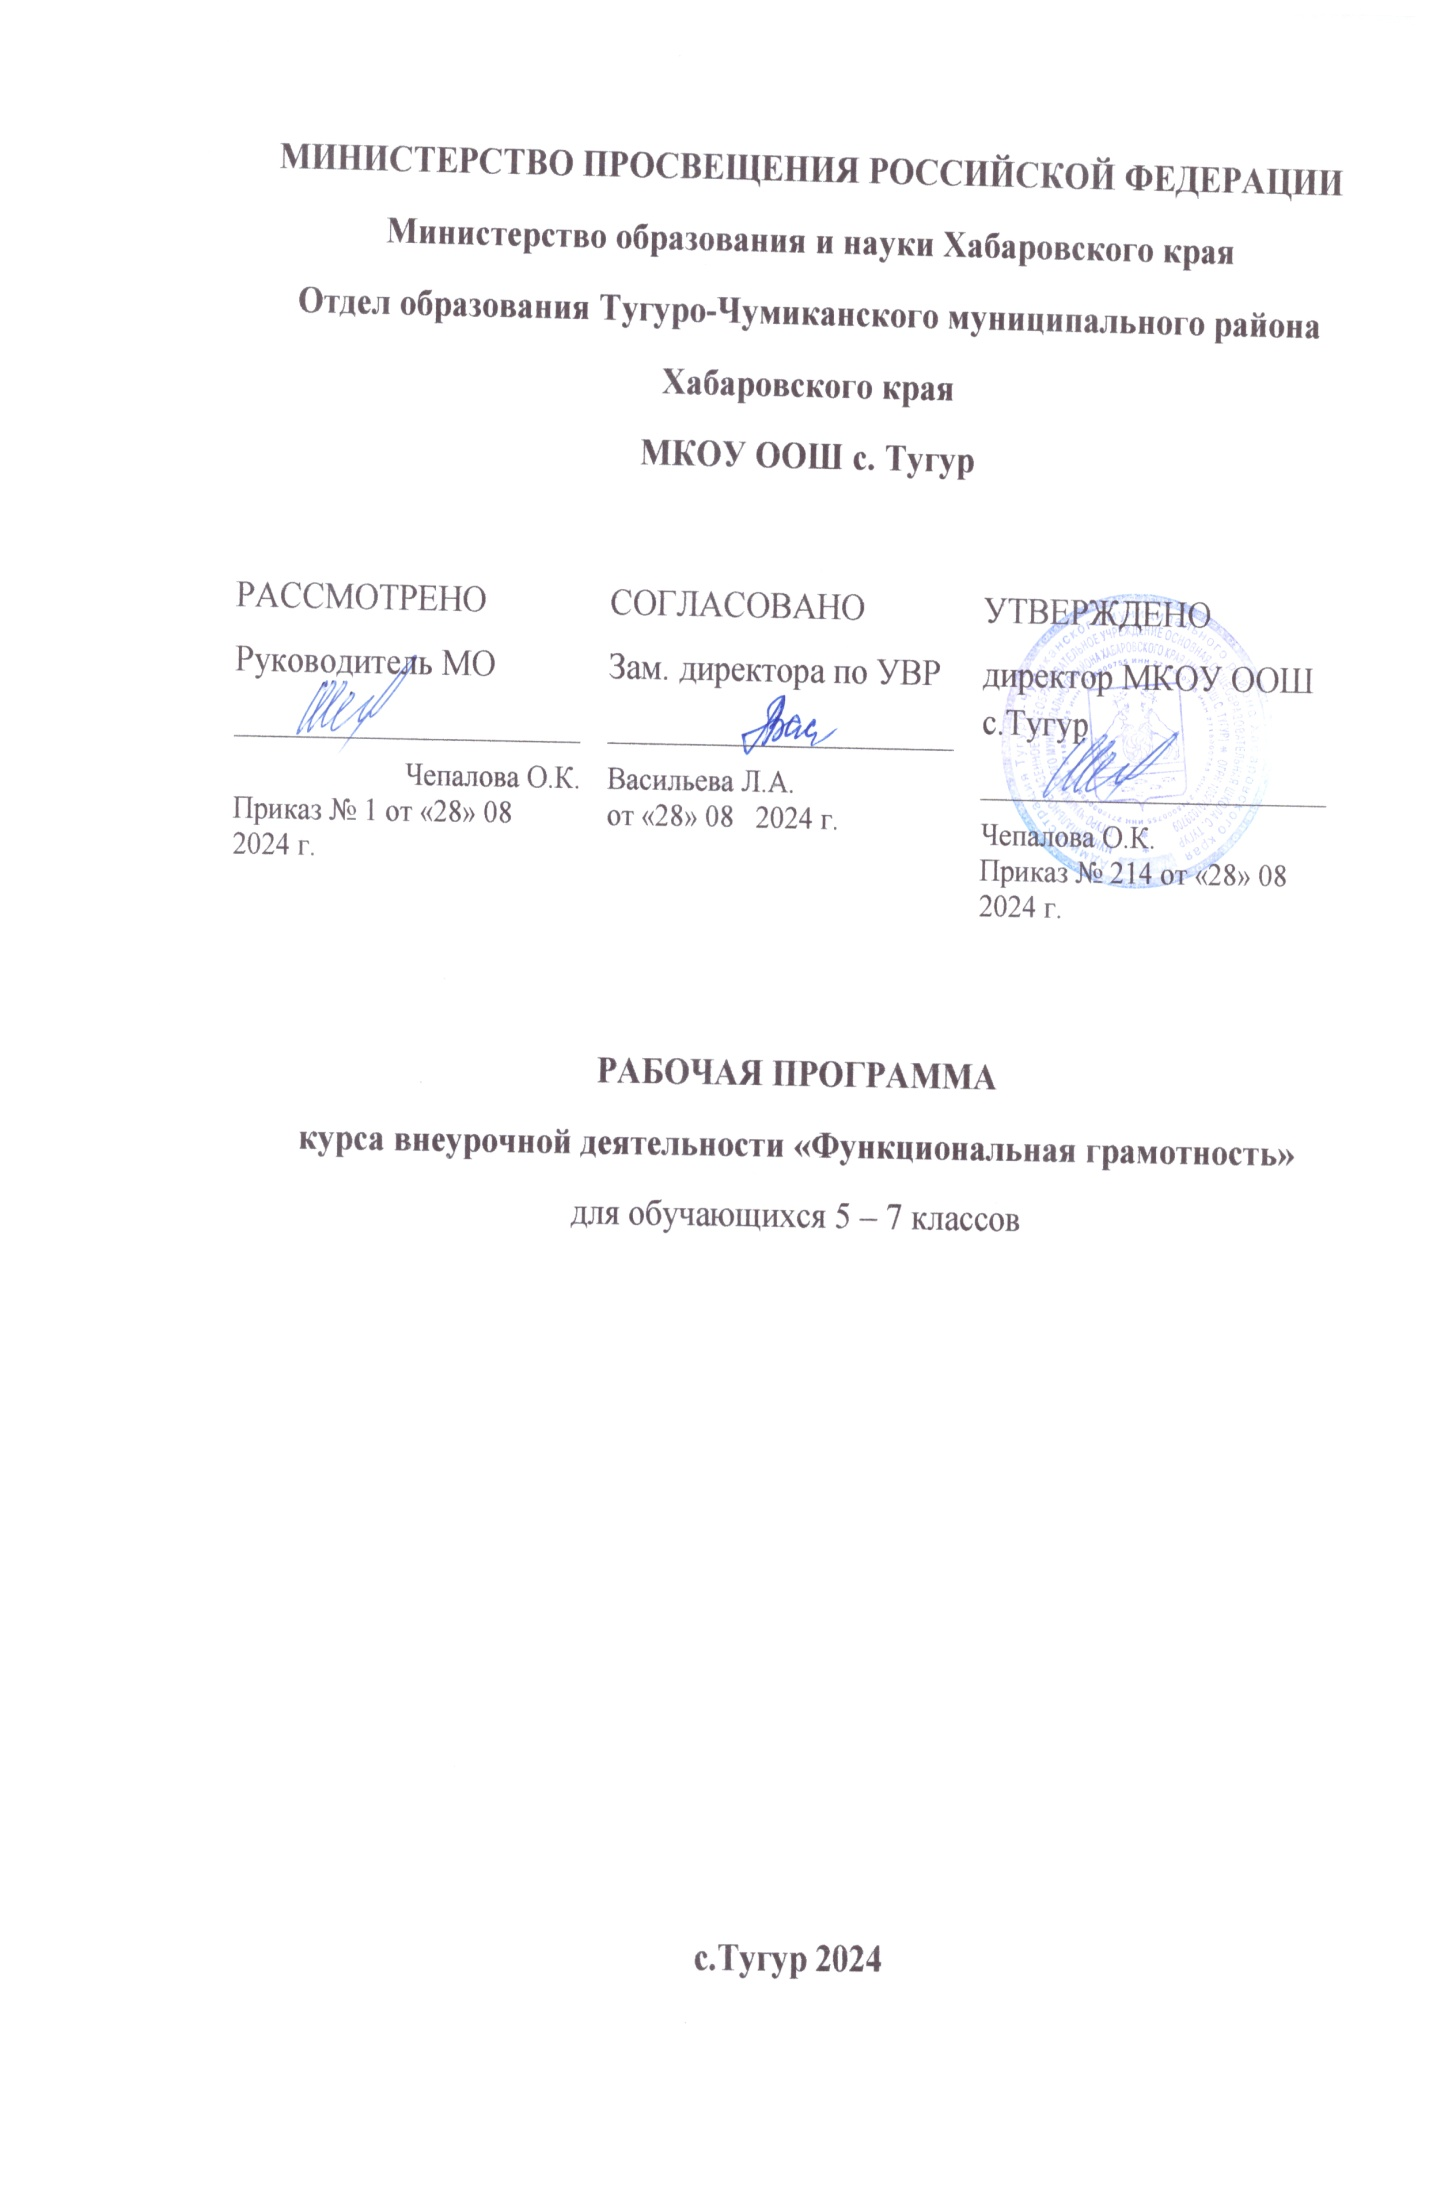 МИНИСТЕРСТВО ПРОСВЕЩЕНИЯ РОССИЙСКОЙ ФЕДЕРАЦИИ
Министерство образования и науки Хабаровского края
Отдел образования Тугуро-Чумиканского муниципального района
Хабаровского края
МКОУ ООШ с. Тугур
РАССМОТРЕНО
Руководитель МО
Чепалова О.К.
Приказ № 1 от «28» 08
2024 г.
СОГЛАСОВАНО
Зам. директора по УВР
Васильева Л.А.
от «28» 08 2024 г.
УТВЕРЖДЕНО
директор МКОУ ООШ
с.Тугур
Чепалова О.К.
Приказ № 214 от «28» 08
2024 г.
РАБОЧАЯ ПРОГРАММА
курса внеурочной деятельности «Функциональная грамотность»
для обучающихся 5 – 7 классов
с.Тугур 2024